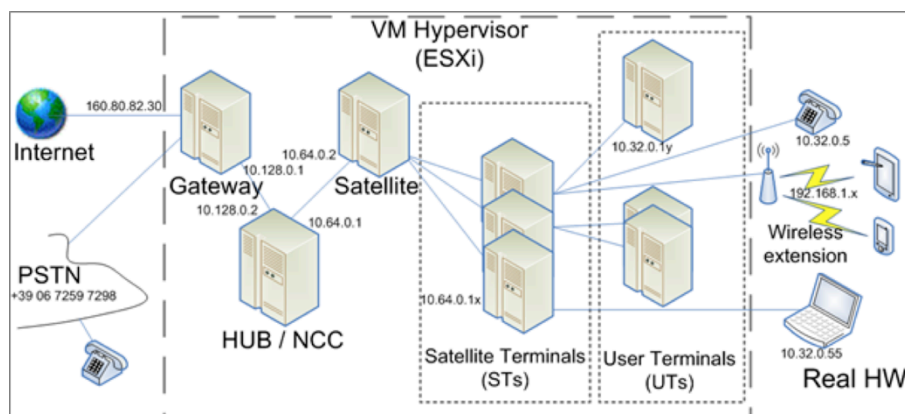 VM Hypervisor
(ESXi)
160.80.82.30
Internet
Gateway
10.128.0.1
10.128.0.2
10.64.0.2
Satellite
10.64.0.1
HUB / NCC
PSTN
+39 06 7259 7298
10.64.0.1x
Satellite Terminals
(STs)
10.32.0.1y
User Terminals
(UTs)
10.32.0.5
192.168.1.x
Wireless
extension
10.32.0.55
Real HW